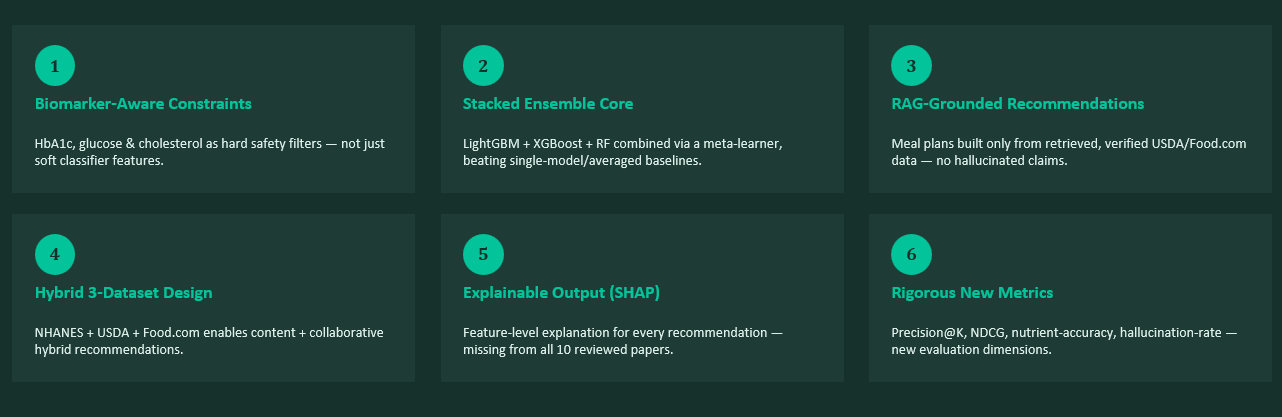 1
Biomarker-Aware Constraints
HbA1c, glucose & cholesterol as hard safety filters — not just
soft classifier features.
2
Stacked Ensemble Core
LightGBM + XGBoost + RF combined via a meta-learner,
beating single-model/averaged baselines.
3
RAG-Grounded Recommendations
Meal plans built only from retrieved, verified USDA/Food.com
data — no hallucinated claims.
4
Hybrid 3-Dataset Design
NHANES + USDA + Food.com enables content + collaborative
hybrid recommendations.
5
Explainable Output (SHAP)
Feature-level explanation for every recommendation —
missing from all 10 reviewed papers.
6
Rigorous New Metrics
Precision@K, NDCG, nutrient-accuracy, hallucination-rate —
new evaluation dimensions.